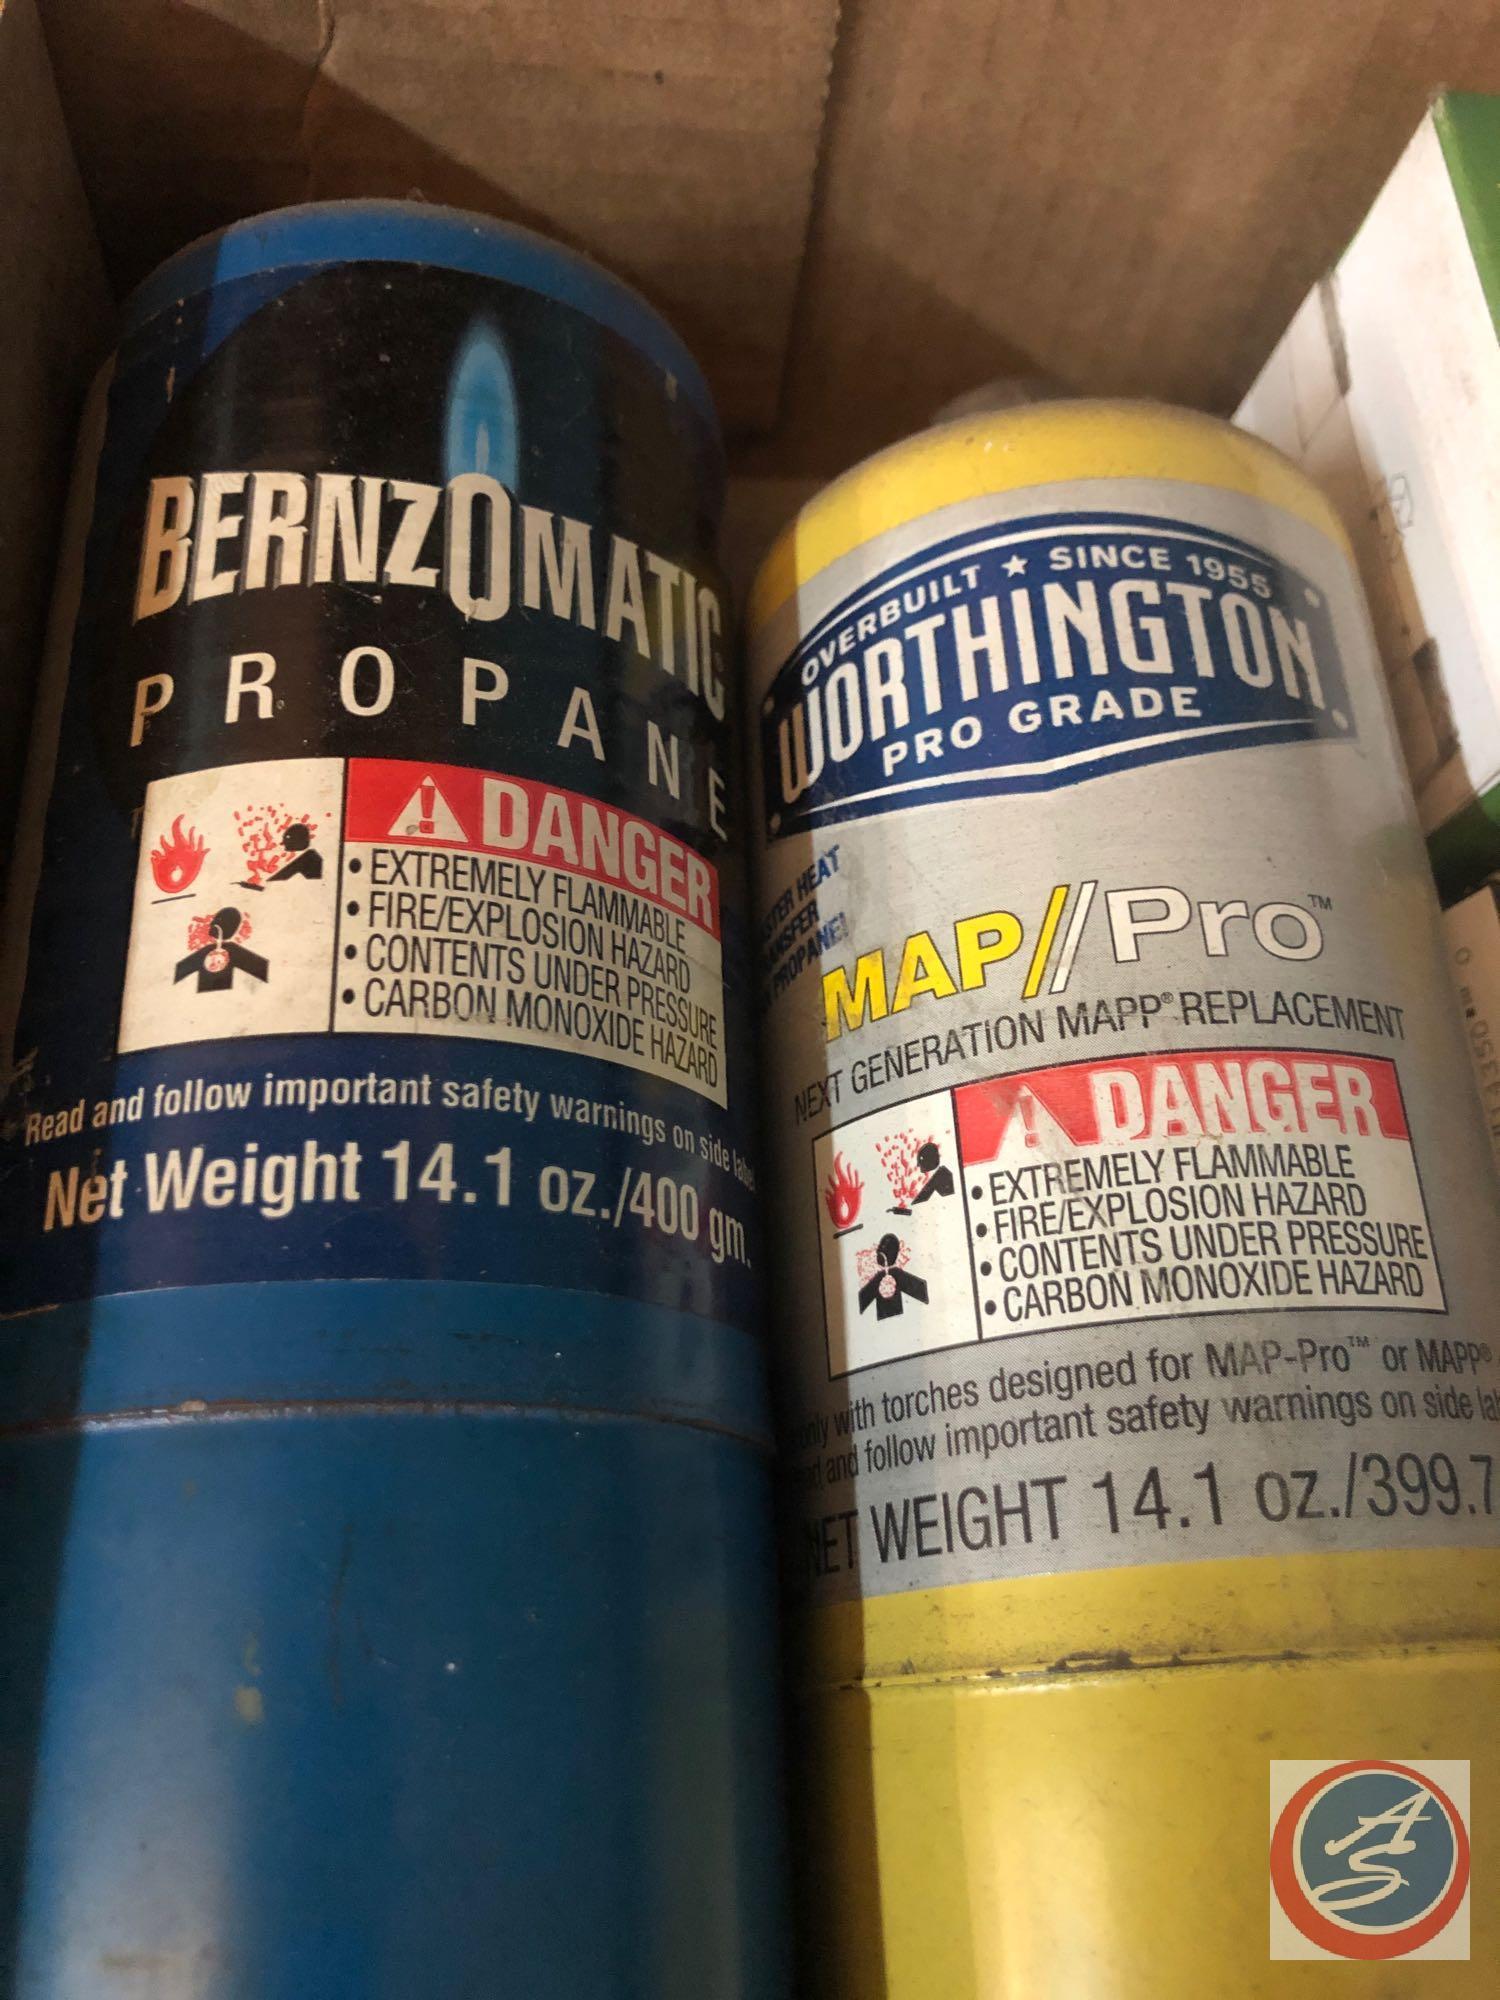 BERNZOMATIC
PROPANE
DANGER
• EXTREMELY FLAMMABLE
• FIRE/EXPLOSION HAZARD
• CONTENTS UNDER PRESSURE
• CARBON MONOXIDE HAZARD
Read and follow important safety warnings on side label
Net Weight 14.1 oz./400 gm.
OVERBUILT ★ SINCE 1955
WORTHINGTON
PRO GRADE
HEAT
PROPANE!
MAP//Pro™
NEXT GENERATION MAPP® REPLACEMENT
DANGER
• EXTREMELY FLAMMABLE
• FIRE/EXPLOSION HAZARD
• CONTENTS UNDER PRESSURE
• CARBON MONOXIDE HAZARD
only with torches designed for MAP-Pro™ or MAPP®
and follow important safety warnings on side
NET WEIGHT 14.1 oz./399.7
AS